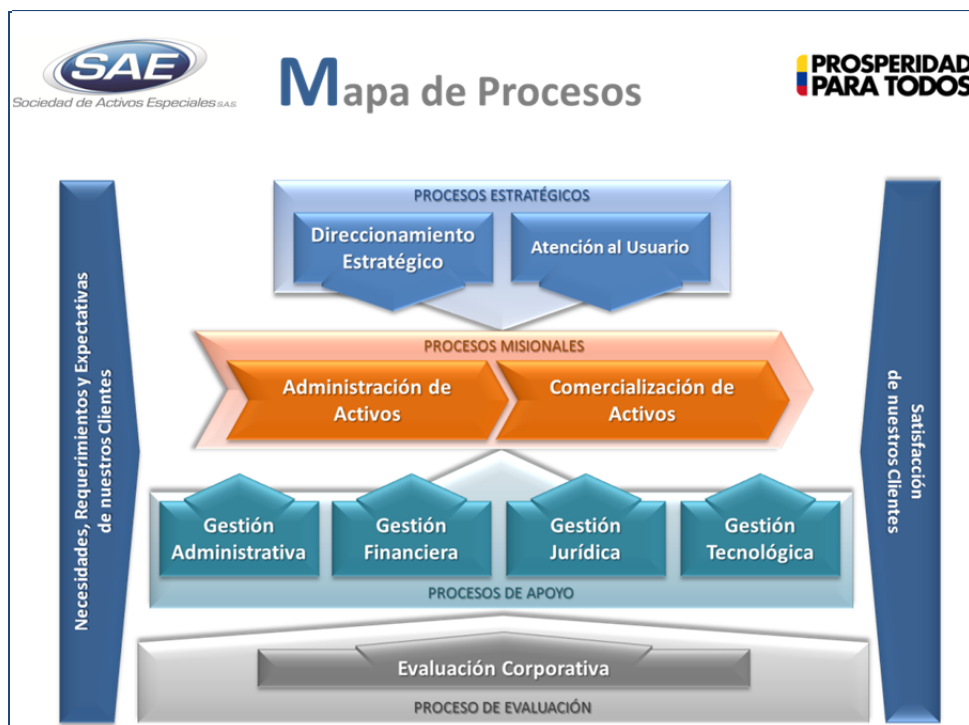 SAE
Sociedad de Activos Especiales S.A.S.
Mapa de Procesos
PROSPERIDAD
PARA TODOS
Necesidades, Requerimientos y Expectativas
de nuestros Clientes
PROCESOS ESTRATÉGICOS
Direccionamiento
Estratégico
Atención al Usuario
PROCESOS MISIONALES
Administración de
Activos
Comercialización de
Activos
Gestión
Administrativa
Gestión
Financiera
Gestión
Jurídica
Gestión
Tecnológica
PROCESOS DE APOYO
Evaluación Corporativa
PROCESO DE EVALUACIÓN
Satisfacción
de nuestros Clientes